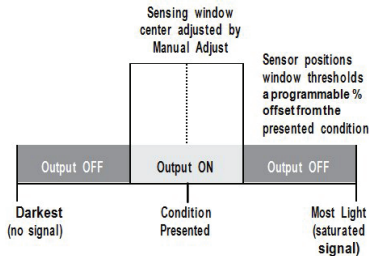 Sensing window
center adjusted by
Manual Adjust
Sensor positions
window thresholds
a programmable %
offset from the
presented condition
Output OFF
Output ON
Output OFF
Darkest
(no signal)
Condition
Presented
Most Light
(saturated
signal)